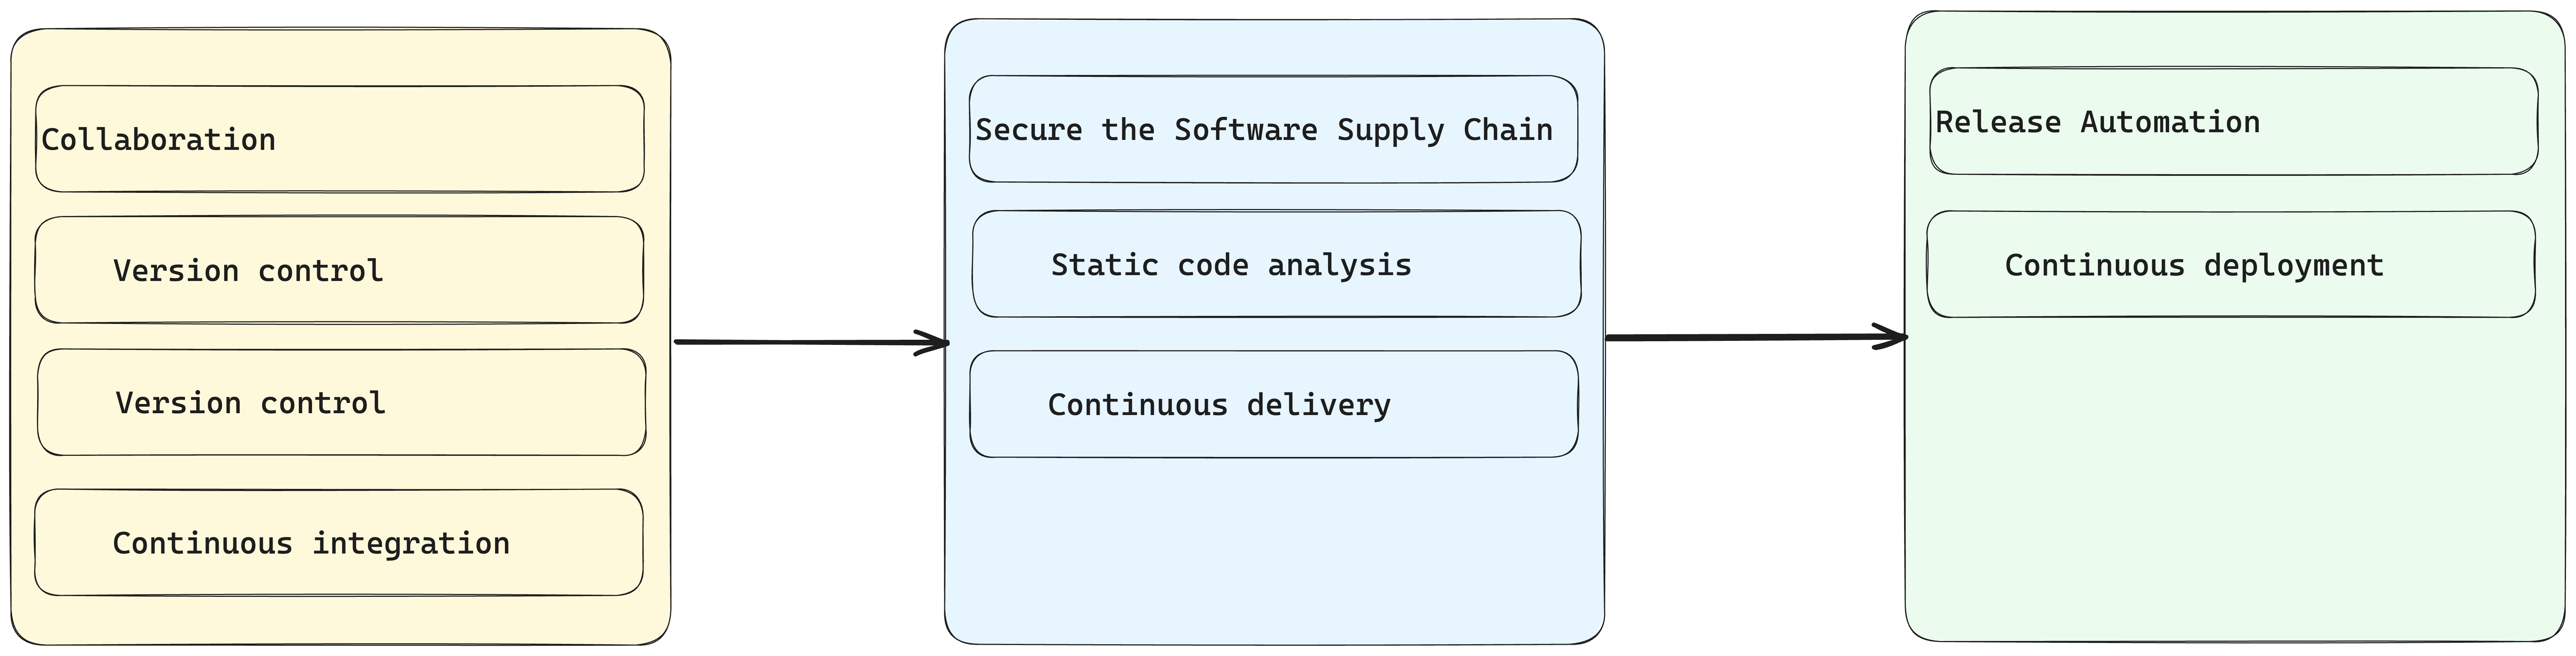 Collaboration
Version control
Version control
Continuous integration
Secure the Software Supply Chain
Static code analysis
Continuous delivery
Release Automation
Continuous deployment